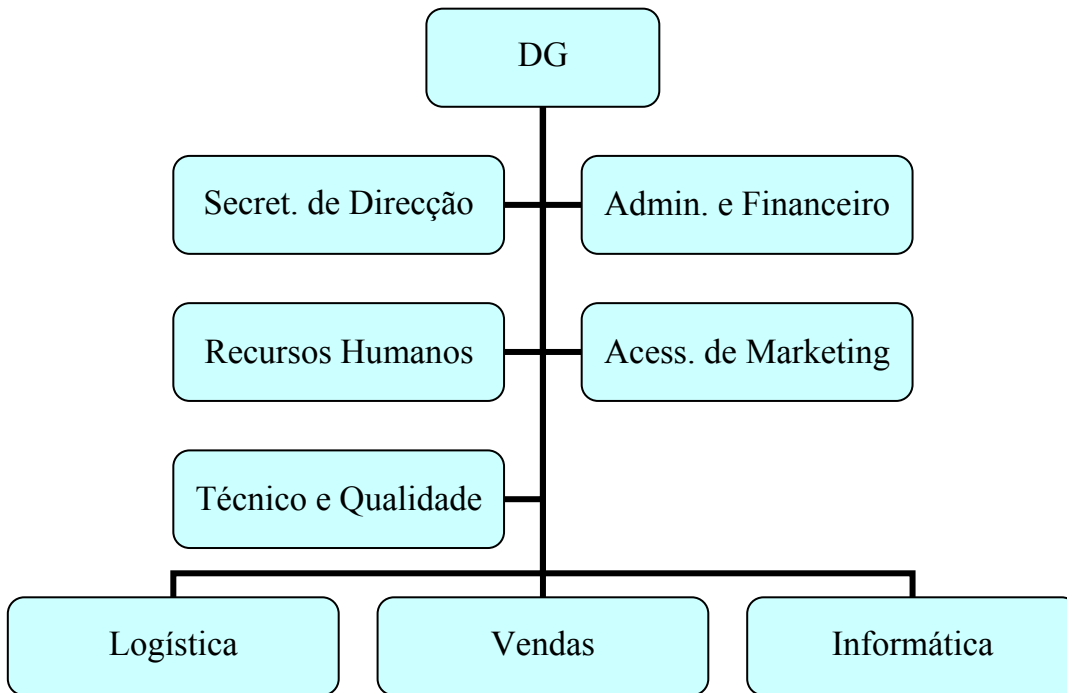 DG
Secret. de Direcção
Admin. e Financeiro
Recursos Humanos
Acess. de Marketing
Técnico e Qualidade
Logística
Vendas
Informática